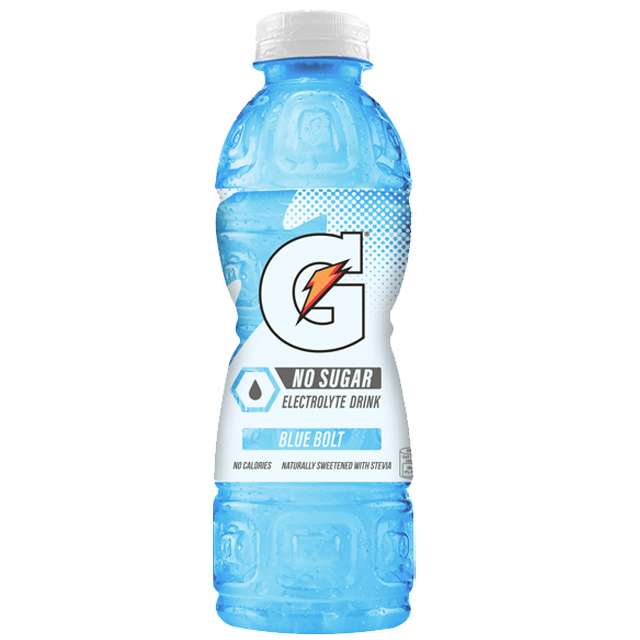 G®
NO SUGAR
ELECTROLYTE DRINK
BLUE BOLT
NO CALORIES NATURALLY SWEETENED WITH STEVIA